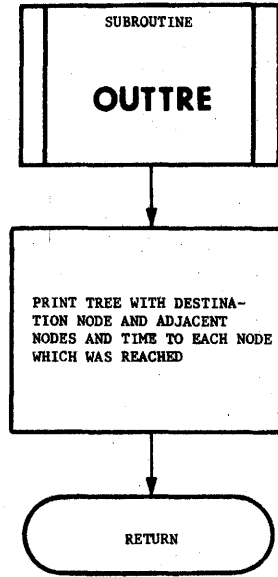 SUBROUTINE
OUTTRE
PRINT TREE WITH DESTINA-
TION NODE AND ADJACENT
NODES AND TIME TO EACH NODE
WHICH WAS REACHED
RETURN